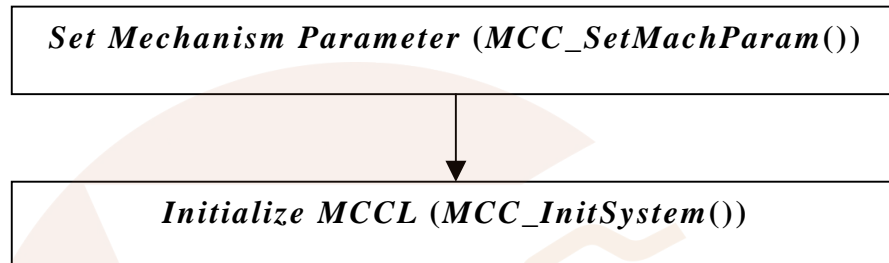 Set Mechanism Parameter (MCC_SetMachParam())
Initialize MCCL (MCC_InitSystem())